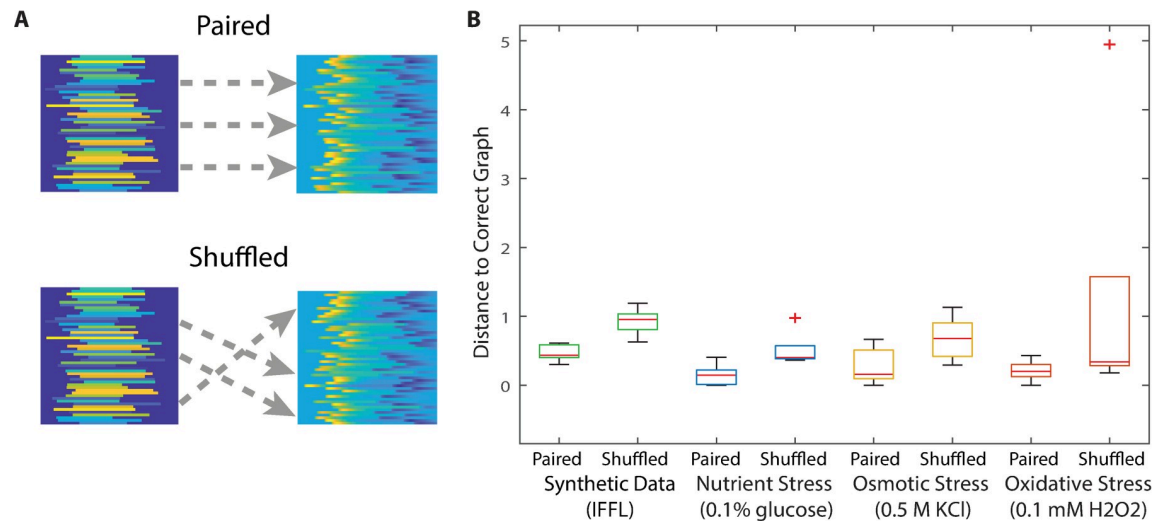 A
Paired
Shuffled
B
Distance to Correct Graph
5
4
3
2
1
0
Paired Shuffled Paired Shuffled Paired Shuffled Paired Shuffled
Synthetic Data Nutrient Stress Osmotic Stress Oxidative Stress
(IFFL) (0.1% glucose) (0.5 M KCl) (0.1 mM H2O2)